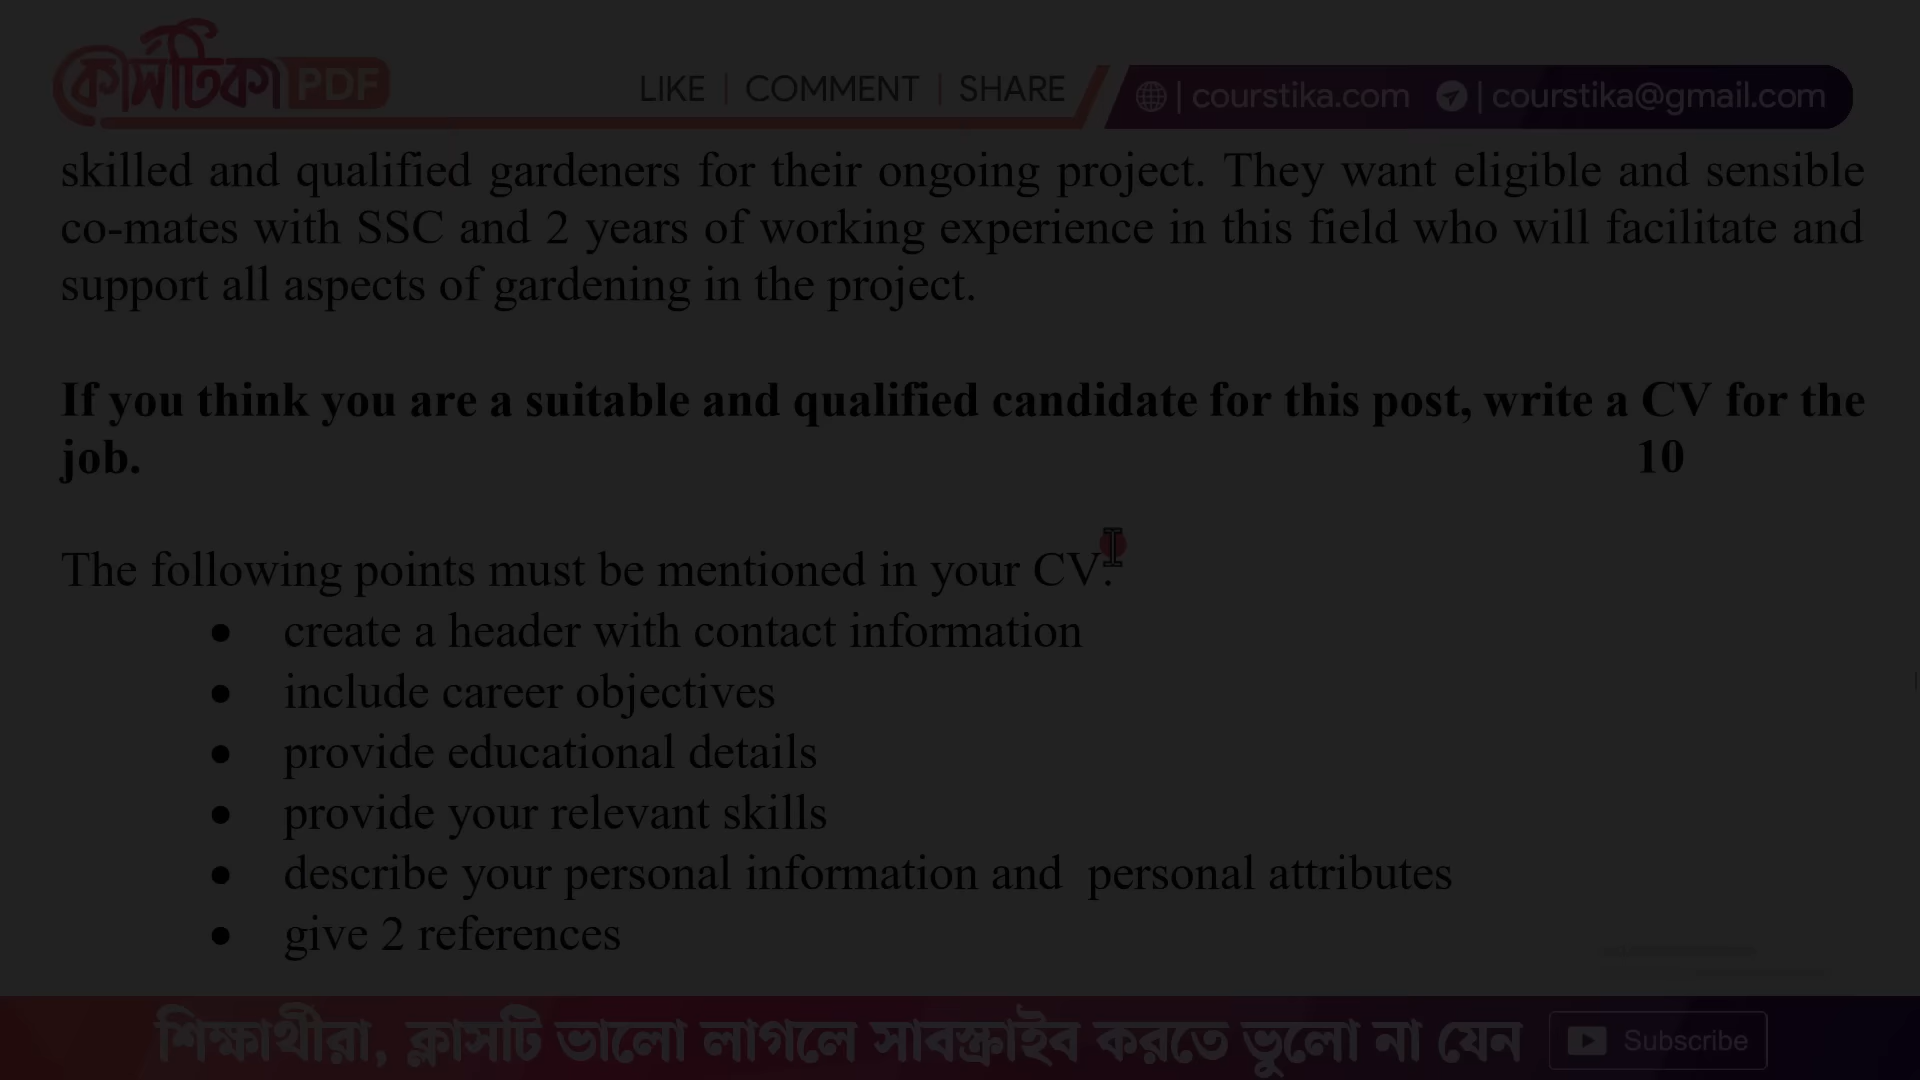 কোর্সটিকা PDF
LIKE | COMMENT | SHARE
| courstika.com | courstika@gmail.com
skilled and qualified gardeners for their ongoing project. They want eligible and sensible
co-mates with SSC and 2 years of working experience in this field who will facilitate and
support all aspects of gardening in the project.
If you think you are a suitable and qualified candidate for this post, write a CV for the
job. 10
The following points must be mentioned in your CV:
• create a header with contact information
• include career objectives
• provide educational details
• provide your relevant skills
• describe your personal information and personal attributes
• give 2 references
শিক্ষার্থীরা, ক্লাসটি ভালো লাগলে সাবস্ক্রাইব করতে ভুলো না যেন Subscribe